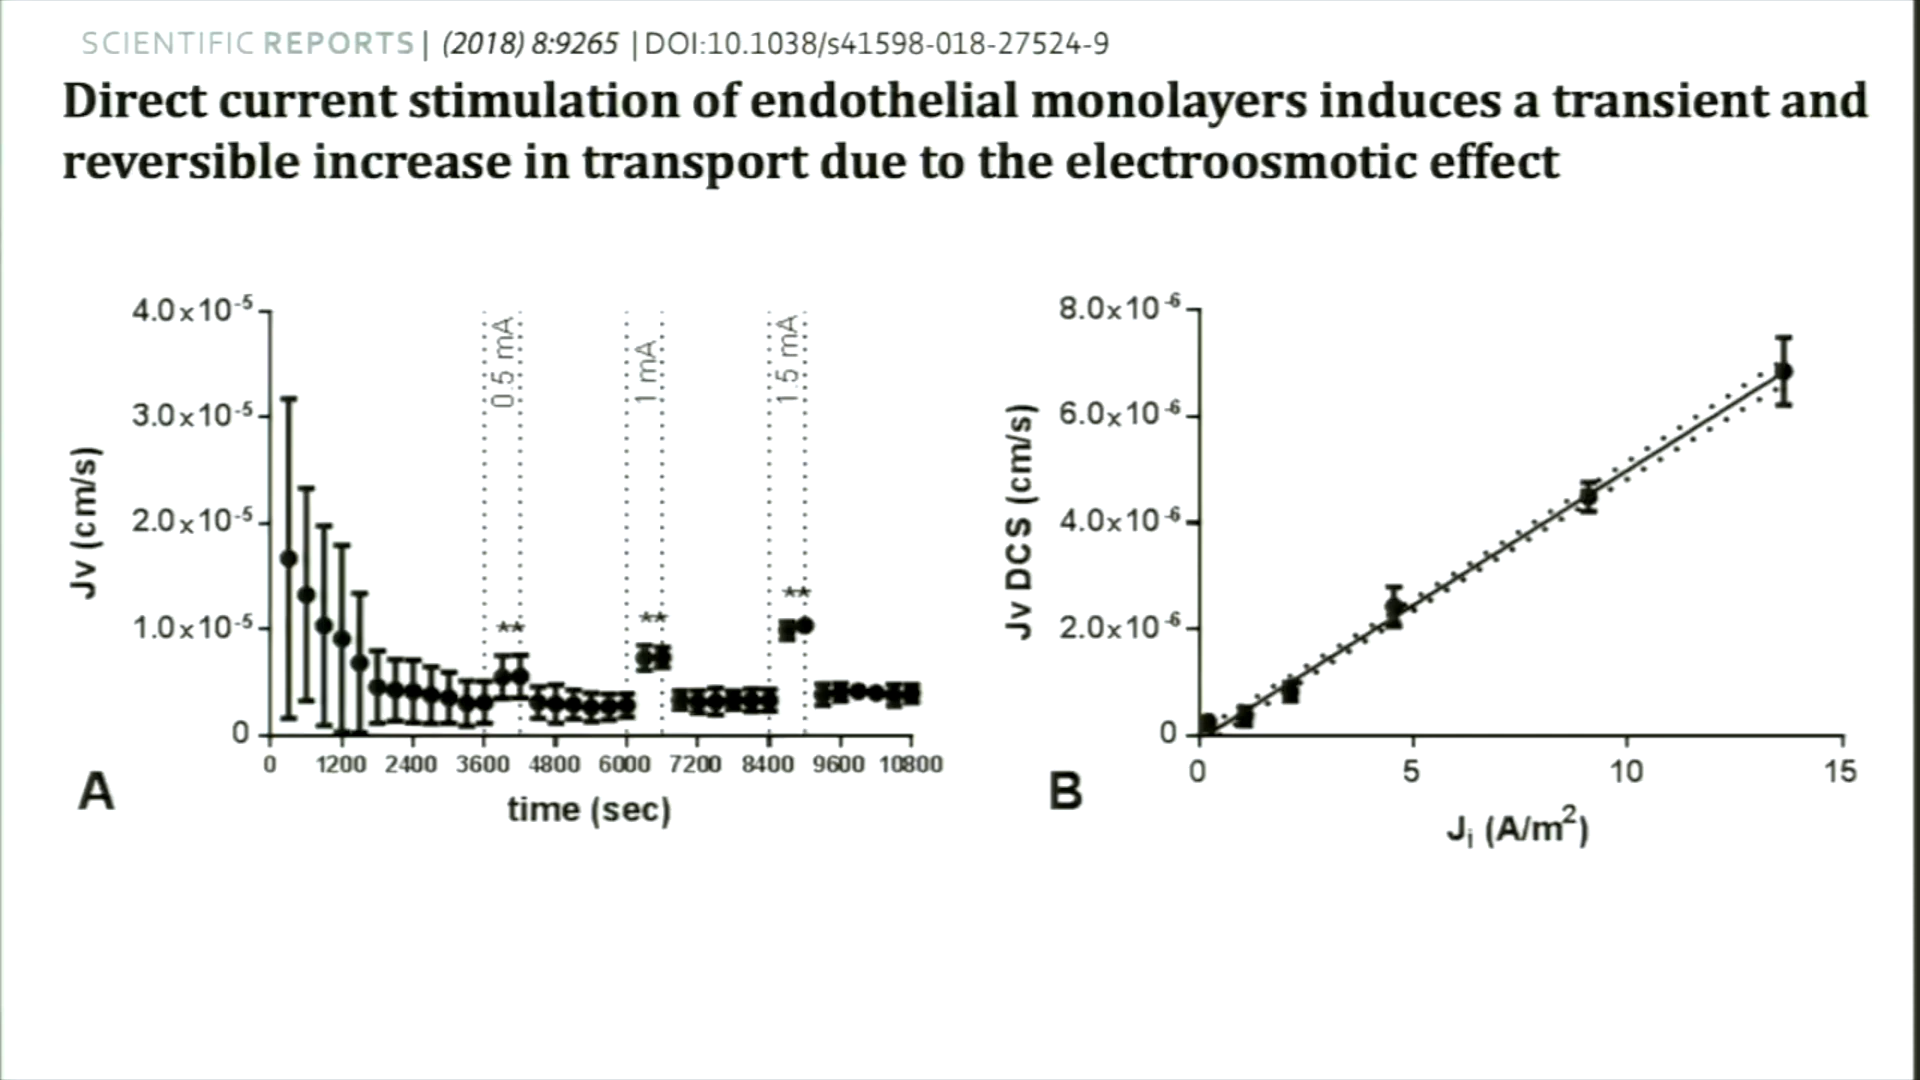 SCIENTIFIC REPORTS | (2018) 8:9265 | DOI:10.1038/s41598-018-27524-9
Direct current stimulation of endothelial monolayers induces a transient and
reversible increase in transport due to the electroosmotic effect
4.0x10⁻⁵
3.0x10⁻⁵
2.0x10⁻⁵
1.0x10⁻⁵
0
Jv (cm/s)
0.5 mA
1 mA
1.5 mA
**
**
**
0 1200 2400 3600 4800 6000 7200 8400 9600 10800
time (sec)
A
8.0x10⁻⁶
6.0x10⁻⁶
4.0x10⁻⁶
2.0x10⁻⁶
0
Jv DCS (cm/s)
0 5 10 15
Jᵢ (A/m²)
B